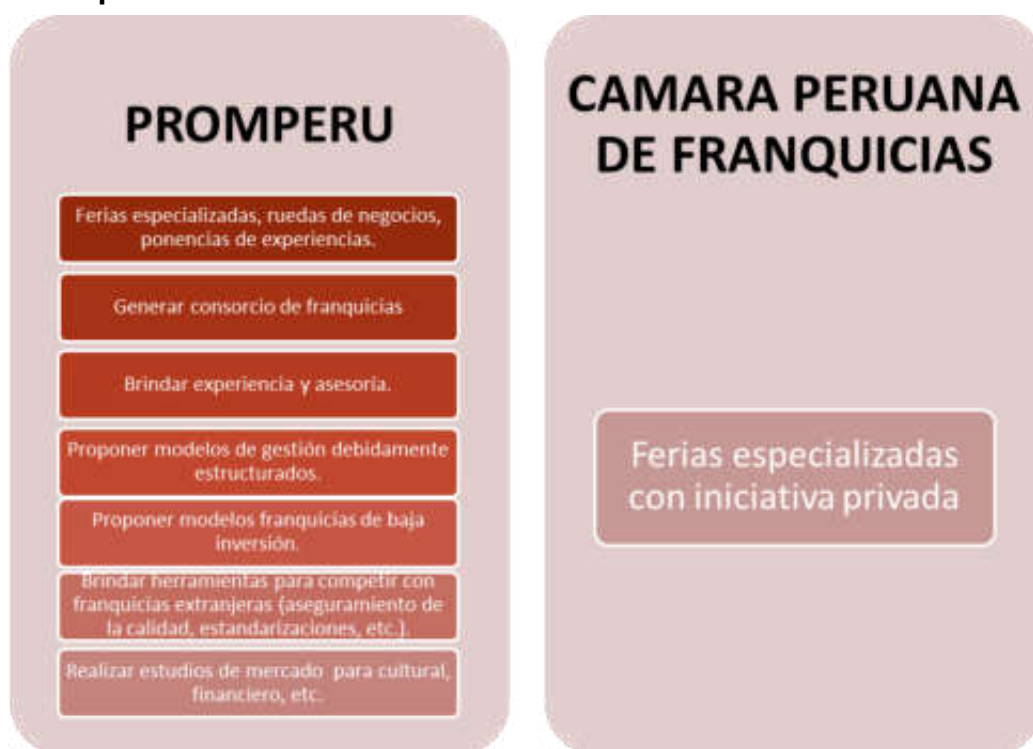 PROMPERU
Ferias especializadas, ruedas de negocios,
ponencias de experiencias.
Generar consorcio de franquicias
Brindar experiencia y asesoría.
Proponer modelos de gestión debidamente
estructurados.
Proponer modelos franquicias de baja
inversión.
Brindar herramientas para competir con
franquicias extranjeras (aseguramiento de
la calidad, estandarizaciones, etc.).
Realizar estudios de mercado para cultural,
financiero, etc.
CAMARA PERUANA
DE FRANQUICIAS
Ferias especializadas
con iniciativa privada